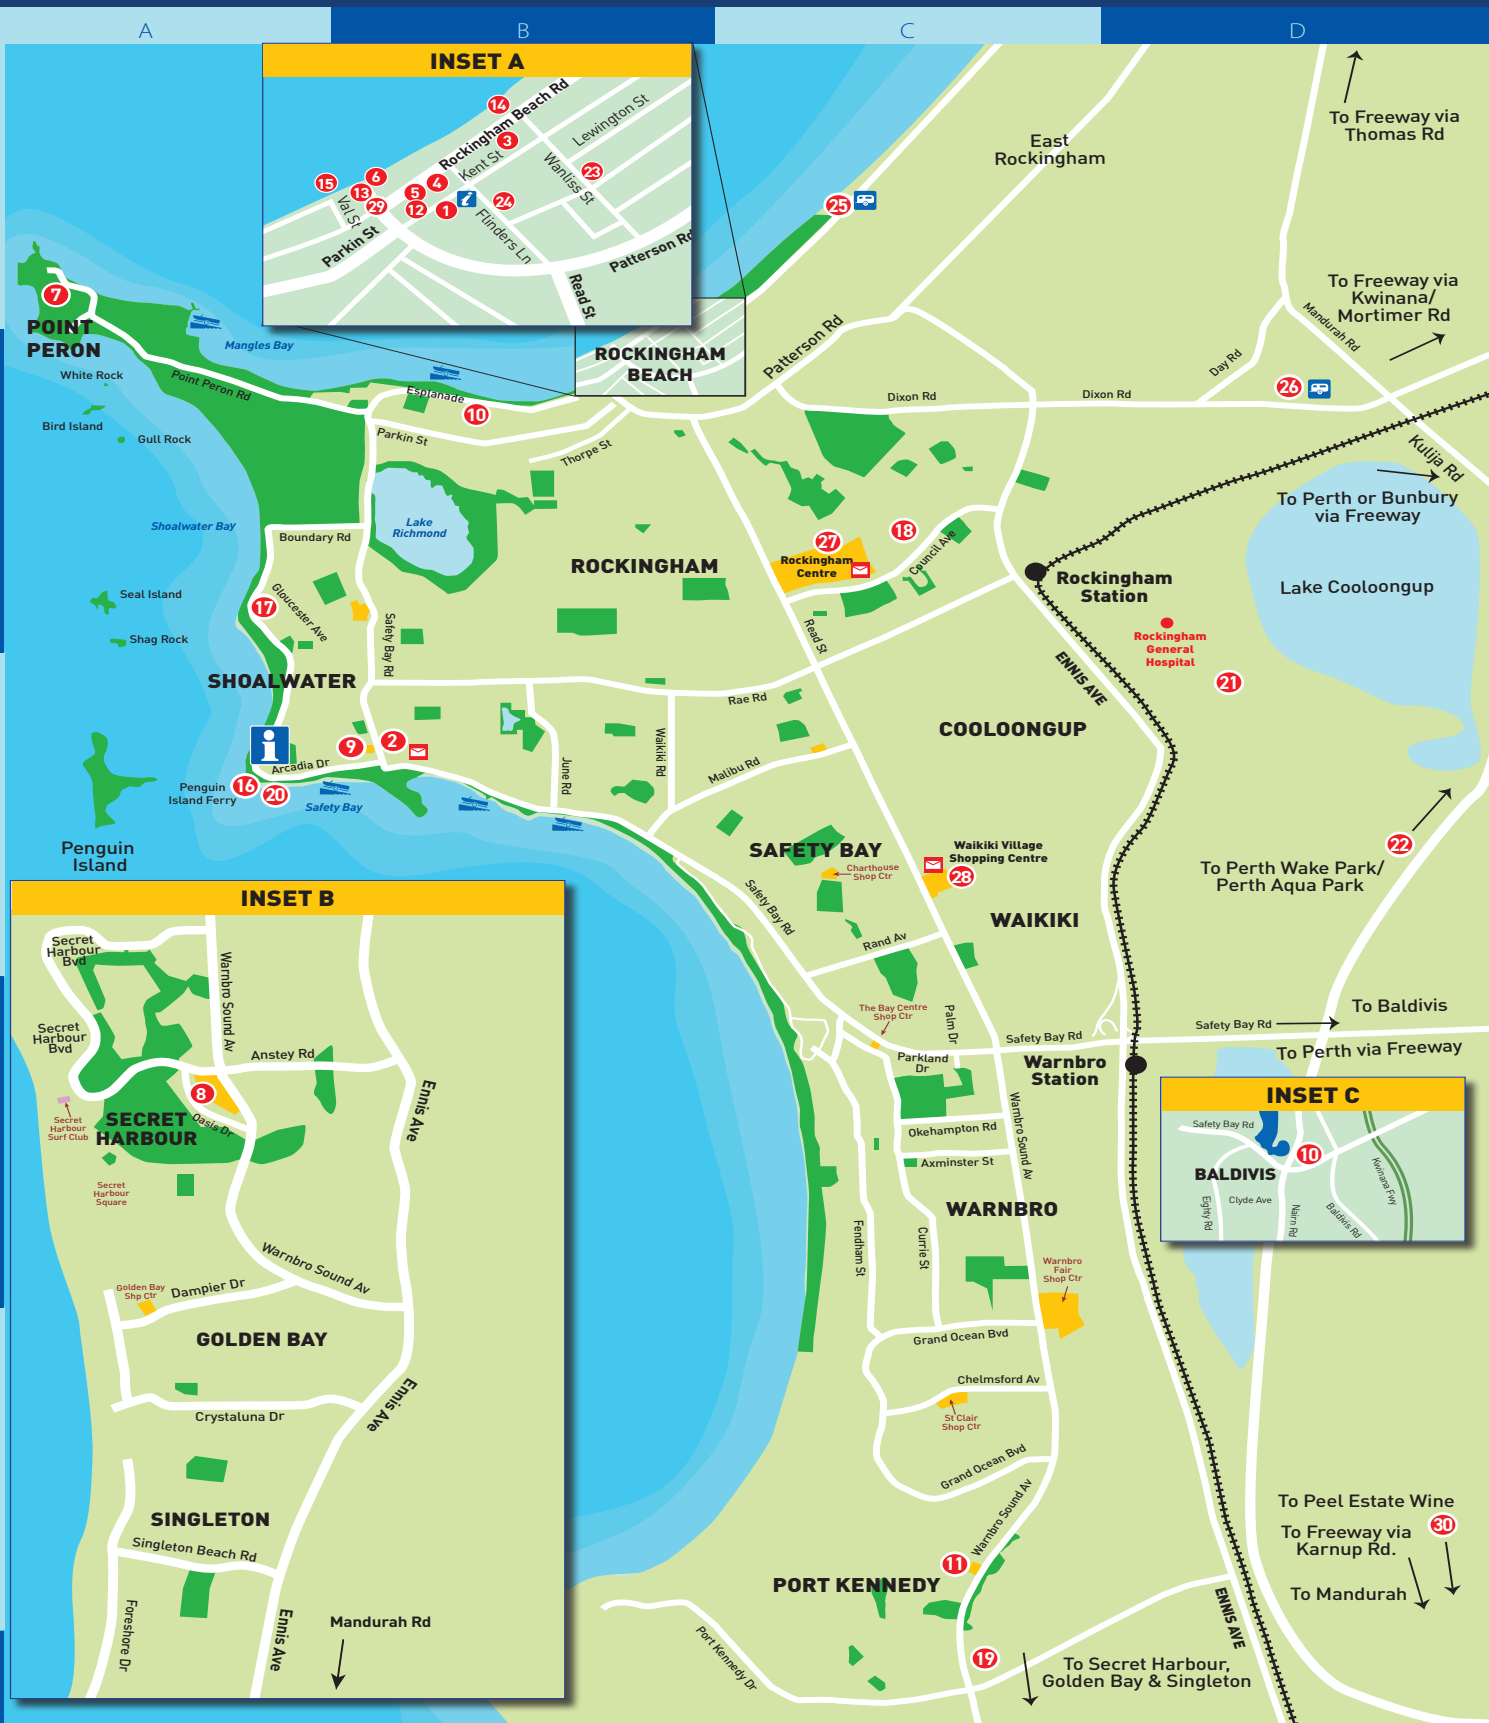 A
B
C
D
INSET A
14
Rockingham Beach Rd
3
Lewington St
Kent St
Wanliss St
23
15
6
13
29
5
4
12
1
24
Val St
Parkin St
Flinders Ln
Patterson Rd
Read St
To Freeway via
Thomas Rd
East
Rockingham
25
To Freeway via
Kwinana/
Mortimer Rd
Mandurah Rd
7
POINT
PERON
Mangles Bay
White Rock
Point Peron Rd
Bird Island
Gull Rock
Esplanade
10
Parkin St
Thorpe St
ROCKINGHAM
BEACH
Patterson Rd
Dixon Rd
Dixon Rd
Day Rd
26
Kulija Rd
To Perth or Bunbury
via Freeway
Shoalwater Bay
Lake
Richmond
Boundary Rd
ROCKINGHAM
27
Rockingham
Centre
18
Council Ave
Rockingham
Station
Lake Cooloongup
Seal Island
Shag Rock
17
Gloucester Ave
Safety Bay Rd
Read St
ENNIS AVE
Rockingham
General
Hospital
21
SHOALWATER
Rae Rd
COOLOONGUP
9
2
Arcadia Dr
Penguin
Island Ferry
16
20
Safety Bay
June Rd
Waikiki Rd
Malibu Rd
Penguin
Island
SAFETY BAY
Charthouse
Shop Ctr
Waikiki Village
Shopping Centre
28
22
To Perth Wake Park/
Perth Aqua Park
WAIKIKI
Safety Bay Rd
Rand Av
The Bay Centre
Shop Ctr
Palm Dr
Safety Bay Rd
Safety Bay Rd
To Baldivis
To Perth via Freeway
Parkland
Dr
Warnbro
Station
Okehampton Rd
Axminster St
Warnbro Sound Av
WARNBRO
Fendham St
Currie St
Warnbro
Fair
Shop Ctr
Grand Ocean Bvd
Chelmsford Av
St Clair
Shop Ctr
Grand Ocean Bvd
Warnbro Sound Av
11
PORT KENNEDY
Port Kennedy Dr
19
To Secret Harbour,
Golden Bay & Singleton
ENNIS AVE
To Peel Estate Wine
30
To Freeway via
Karnup Rd.
To Mandurah
INSET B
Secret
Harbour
Bvd
Secret
Harbour
Bvd
Warnbro Sound Av
Anstey Rd
Ennis Ave
8
Oasis Dr
SECRET
HARBOUR
Secret
Harbour
Surf Club
Secret
Harbour
Square
Warnbro Sound Av
Golden Bay
Shp Ctr
Dampier Dr
GOLDEN BAY
Crystaluna Dr
Ennis Ave
SINGLETON
Singleton Beach Rd
Foreshore Dr
Ennis Ave
Mandurah Rd
INSET C
Safety Bay Rd
10
BALDIVIS
Clyde Ave
Eighty Rd
Nairn Rd
Baldivis Rd
Kwinana Fwy